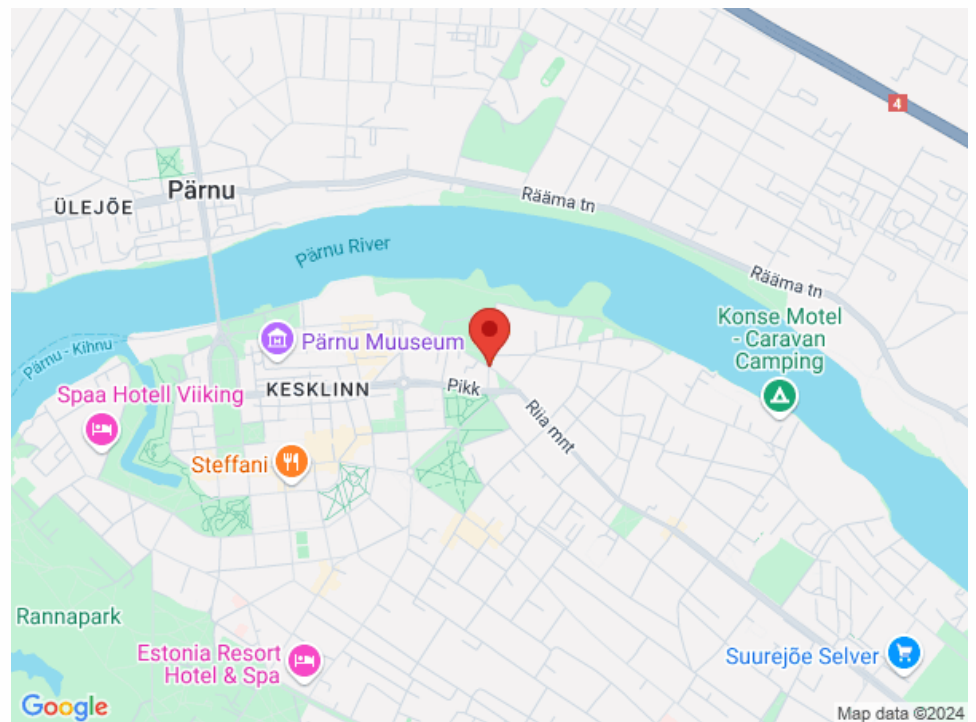 4
Rääma tn
Pärnu
ÜLEJÕE
Pärnu River
Rääma tn
Konse Motel
- Caravan
Camping
Pärnu Muuseum
Pärnu - Kihnu
KESKLINN
Pikk
Spaa Hotell Viiking
Riia mnt
Steffani
Rannapark
Estonia Resort
Hotel & Spa
Suurejõe Selver
Google
Map data ©2024